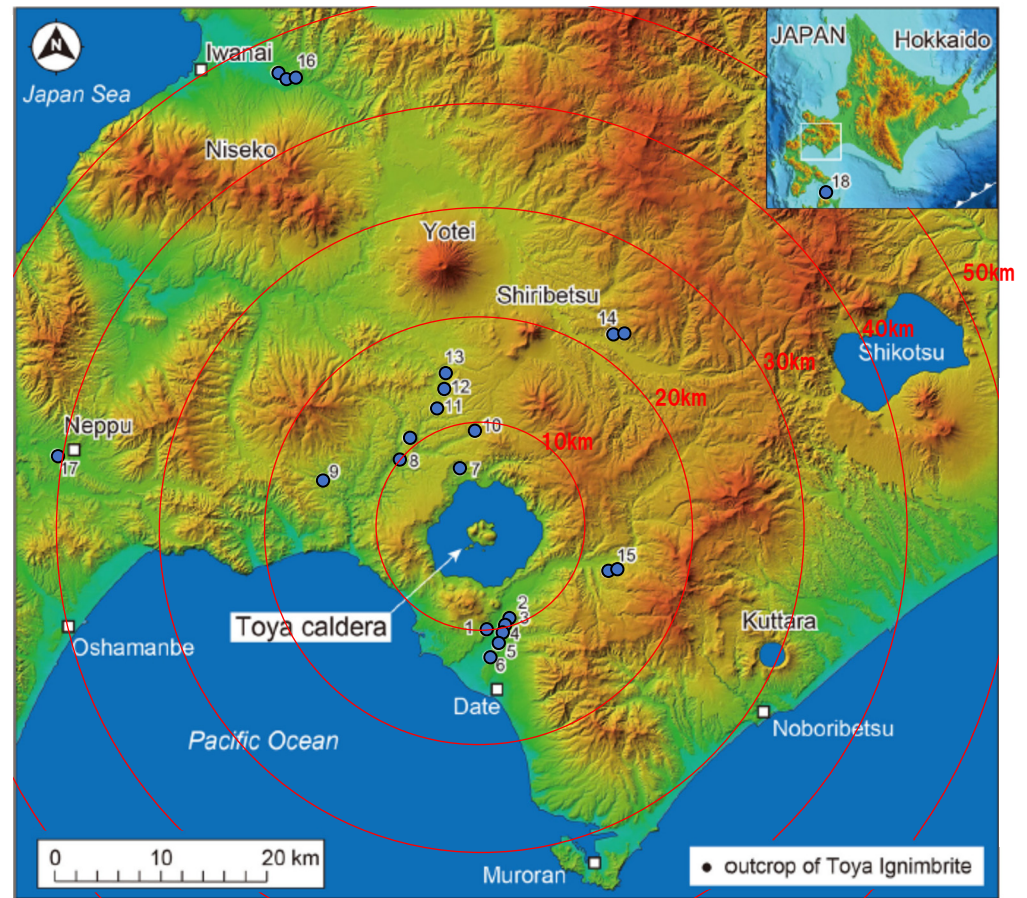 N
Iwanai
16
JAPAN
Hokkaido
Japan Sea
Niseko
18
Yotei
50km
Shiribetsu
14
40km
Shikotsu
30km
13
12
20km
11
Neppu
10
10km
17
8
7
9
15
2
3
1
4
5
6
Toya caldera
Kuttara
Oshamanbe
Date
Noboribetsu
Pacific Ocean
0 10 20 km
Muroran
outcrop of Toya Ignimbrite